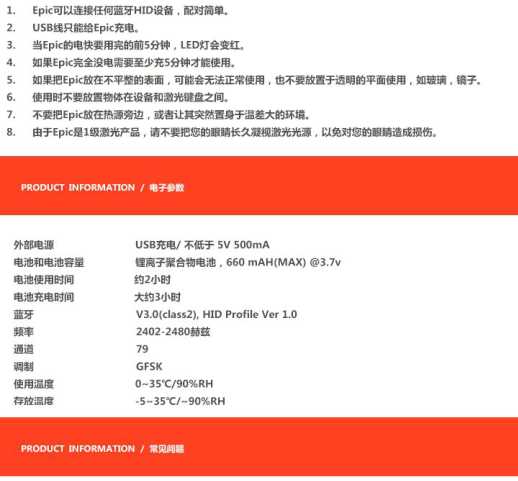 1. Epic可以连接任何蓝牙HID设备，配对简单。
2. USB线只能给Epic充电。
3. 当Epic的电快要用完的前5分钟，LED灯会变红。
4. 如果Epic完全没电需要至少充5分钟才能使用。
5. 如果把Epic放在不平整的表面，可能会无法正常使用，也不要放置于透明的平面使用，如玻璃，镜子。
6. 使用时不要放置物体在设备和激光键盘之间。
7. 不要把Epic放在热源旁边，或者让其突然置身于温差大的环境。
8. 由于Epic是1级激光产品，请不要把您的眼睛长久凝视激光光源，以免对您的眼睛造成损伤。
PRODUCT INFORMATION / 电子参数
外部电源 USB充电/ 不低于 5V 500mA
电池和电池容量 锂离子聚合物电池，660 mAH(MAX) @3.7v
电池使用时间 约2小时
电池充电时间 大约3小时
蓝牙 V3.0(class2), HID Profile Ver 1.0
频率 2402-2480赫兹
通道 79
调制 GFSK
使用温度 0~35℃/90%RH
存放温度 -5~35℃/~90%RH
PRODUCT INFORMATION / 常见问题